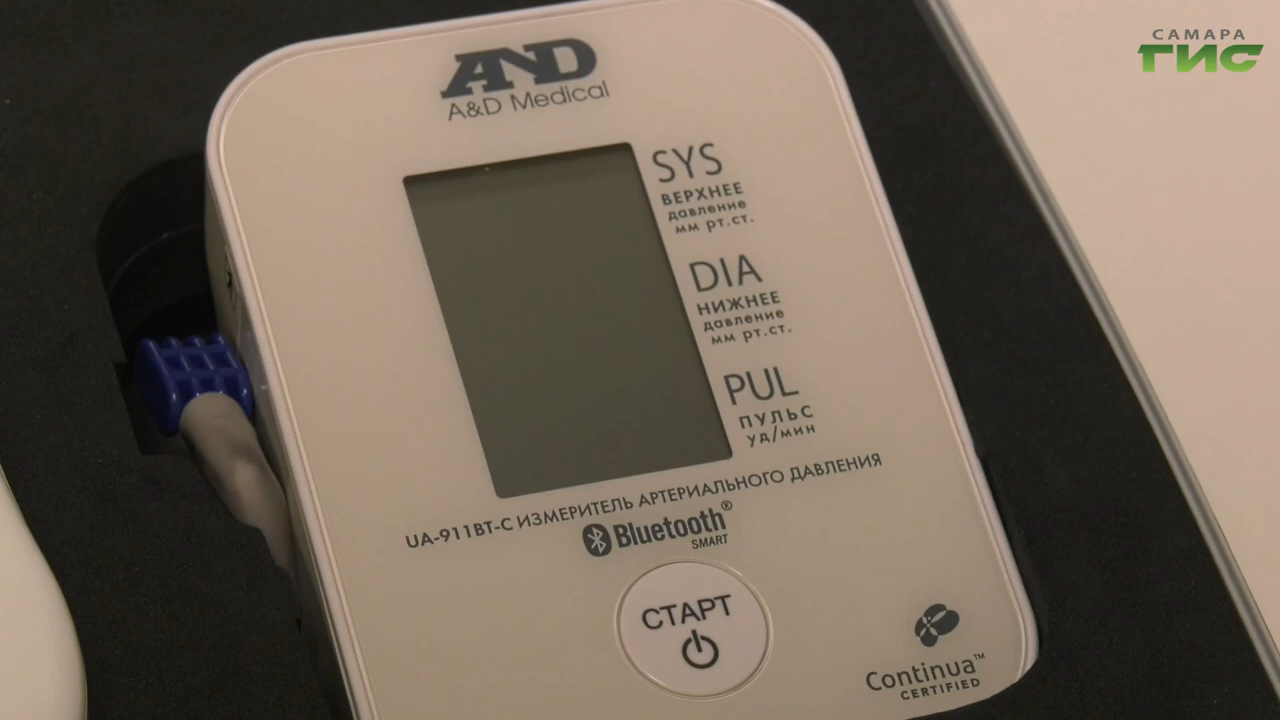 САМАРА
ГИС
AND
A&D Medical
SYS
ВЕРХНЕЕ
давление
мм рт.ст.
DIA
НИЖНЕЕ
давление
мм рт.ст.
PUL
ПУЛЬС
уд/мин
UA-911BT-C ИЗМЕРИТЕЛЬ АРТЕРИАЛЬНОГО ДАВЛЕНИЯ
Bluetooth®
SMART
СТАРТ
Continua™
CERTIFIED